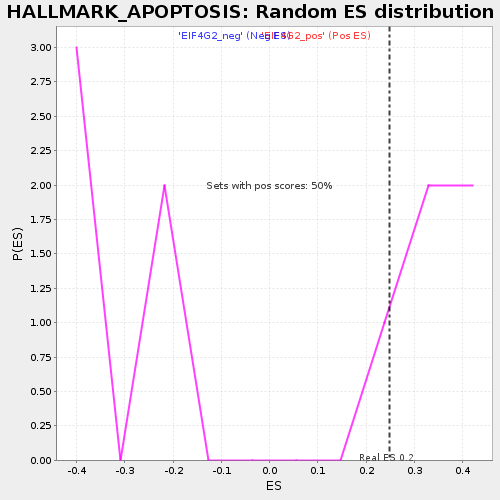 HALLMARK_APOPTOSIS: Random ES distribution
'EIF4G2_neg' (Neg ES) 'EIF4G2_pos' (Pos ES)
3.00
2.75
2.50
2.25
2.00
1.75
1.50
1.25
1.00
0.75
0.50
0.25
0.00
P(ES)
Sets with pos scores: 50%
Real ES 0.2
-0.4 -0.3 -0.2 -0.1 0.0 0.1 0.2 0.3 0.4
ES